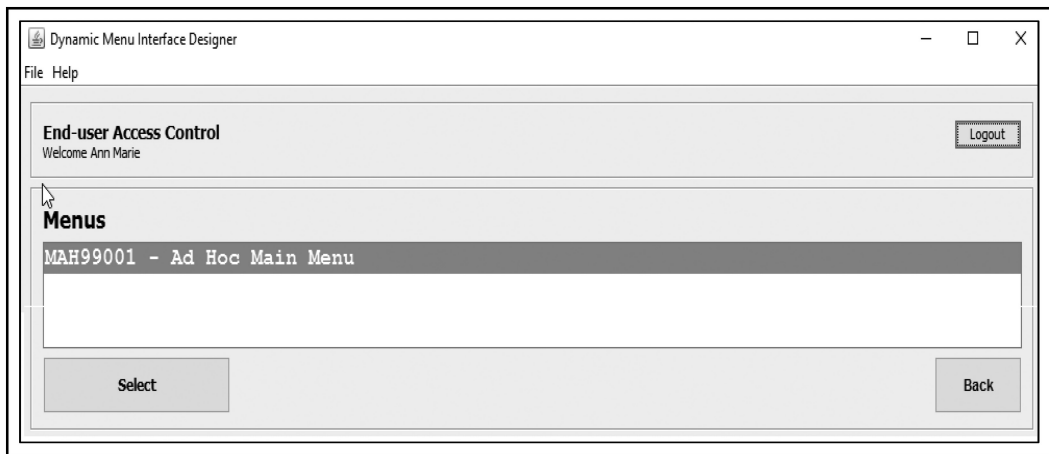 Dynamic Menu Interface Designer
File Help
End-user Access Control
Logout
Welcome Ann Marie
Menus
MAH99001 - Ad Hoc Main Menu
Select
Back